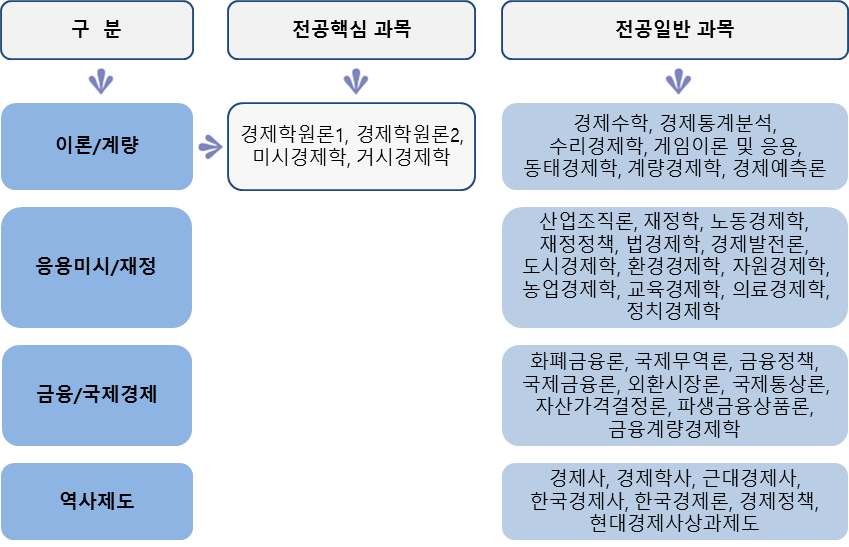 구 분
전공핵심 과목
전공일반 과목
이론/계량
경제학원론1, 경제학원론2,
미시경제학, 거시경제학
경제수학, 경제통계분석,
수리경제학, 게임이론 및 응용,
동태경제학, 계량경제학, 경제예측론
응용미시/재정
산업조직론, 재정학, 노동경제학,
재정정책, 법경제학, 경제발전론,
도시경제학, 환경경제학, 자원경제학,
농업경제학, 교육경제학, 의료경제학,
정치경제학
금융/국제경제
화폐금융론, 국제무역론, 금융정책,
국제금융론, 외환시장론, 국제통상론,
자산가격결정론, 파생금융상품론,
금융계량경제학
역사제도
경제사, 경제학사, 근대경제사,
한국경제사, 한국경제론, 경제정책,
현대경제사상과제도